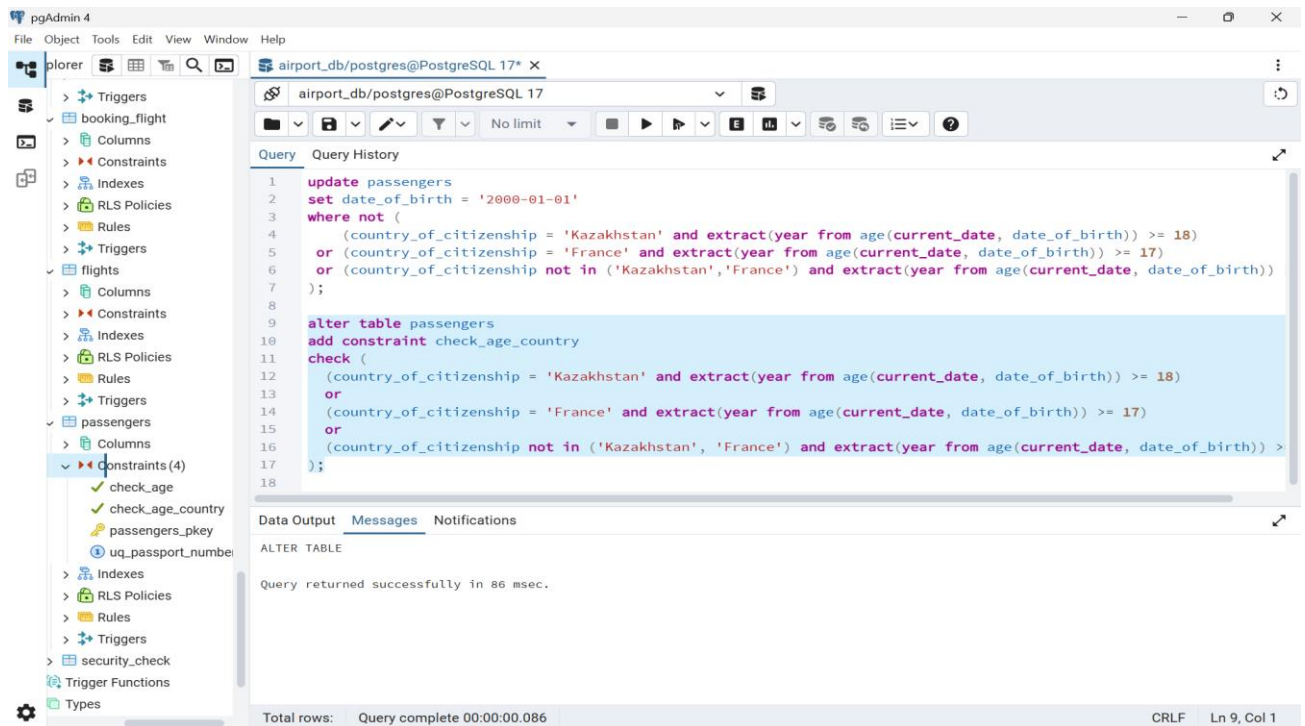 pgAdmin 4
File Object Tools Edit View Window Help
plorer
airport_db/postgres@PostgreSQL 17*
airport_db/postgres@PostgreSQL 17
No limit
Query Query History
Triggers
booking_flight
Columns
Constraints
Indexes
RLS Policies
Rules
Triggers
flights
Columns
Constraints
Indexes
RLS Policies
Rules
Triggers
passengers
Columns
Constraints (4)
check_age
check_age_country
passengers_pkey
uq_passport_number
Indexes
RLS Policies
Rules
Triggers
security_check
Trigger Functions
Types
1 update passengers
2 set date_of_birth = '2000-01-01'
3 where not (
4 (country_of_citizenship = 'Kazakhstan' and extract(year from age(current_date, date_of_birth)) >= 18)
5 or (country_of_citizenship = 'France' and extract(year from age(current_date, date_of_birth)) >= 17)
6 or (country_of_citizenship not in ('Kazakhstan','France') and extract(year from age(current_date, date_of_birth))
7 );
8
9 alter table passengers
10 add constraint check_age_country
11 check (
12 (country_of_citizenship = 'Kazakhstan' and extract(year from age(current_date, date_of_birth)) >= 18)
13 or
14 (country_of_citizenship = 'France' and extract(year from age(current_date, date_of_birth)) >= 17)
15 or
16 (country_of_citizenship not in ('Kazakhstan', 'France') and extract(year from age(current_date, date_of_birth)) >
17 );
18
Data Output Messages Notifications
ALTER TABLE
Query returned successfully in 86 msec.
Total rows: Query complete 00:00:00.086 CRLF Ln 9, Col 1